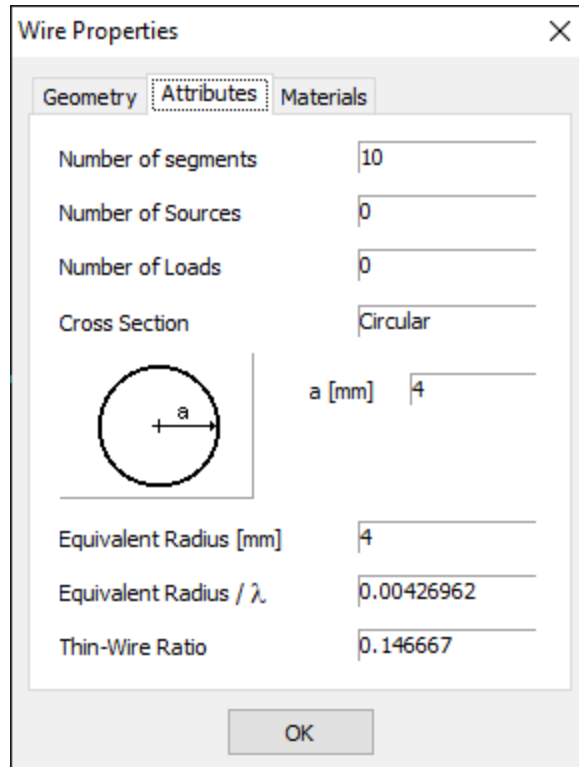 Wire Properties
Geometry Attributes Materials
Number of segments 10
Number of Sources 0
Number of Loads 0
Cross Section Circular
a
a [mm] 4
Equivalent Radius [mm] 4
Equivalent Radius / λ 0.00426962
Thin-Wire Ratio 0.146667
OK